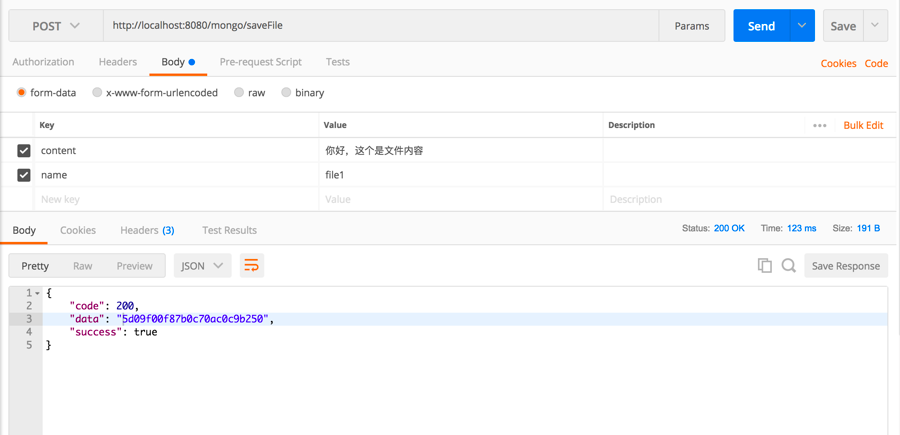 POST http://localhost:8080/mongo/saveFile Params Send Save
Authorization Headers Body Pre-request Script Tests Cookies Code
form-data x-www-form-urlencoded raw binary
Key Value Description ••• Bulk Edit
content 你好，这个是文件内容
name file1
New key Value Description
Body Cookies Headers (3) Test Results Status: 200 OK Time: 123 ms Size: 191 B
Pretty Raw Preview JSON Save Response
1 {
2 "code": 200,
3 "data": "5d09f00f87b0c70ac0c9b250",
4 "success": true
5 }